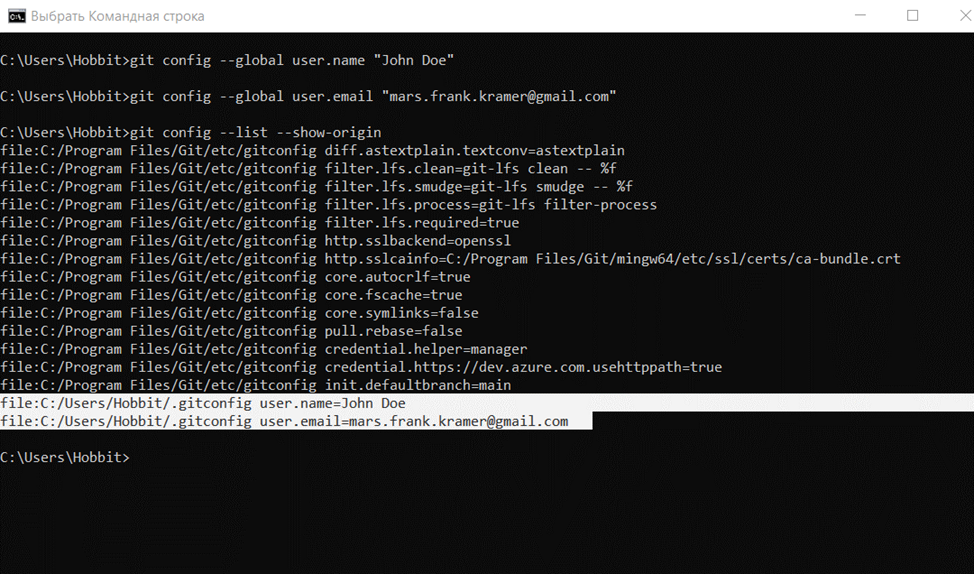 Выбрать Командная строка
C:\Users\Hobbit>git config --global user.name "John Doe"
C:\Users\Hobbit>git config --global user.email "mars.frank.kramer@gmail.com"
C:\Users\Hobbit>git config --list --show-origin
file:C:/Program Files/Git/etc/gitconfig diff.astextplain.textconv=astextplain
file:C:/Program Files/Git/etc/gitconfig filter.lfs.clean=git-lfs clean -- %f
file:C:/Program Files/Git/etc/gitconfig filter.lfs.smudge=git-lfs smudge -- %f
file:C:/Program Files/Git/etc/gitconfig filter.lfs.process=git-lfs filter-process
file:C:/Program Files/Git/etc/gitconfig filter.lfs.required=true
file:C:/Program Files/Git/etc/gitconfig http.sslbackend=openssl
file:C:/Program Files/Git/etc/gitconfig http.sslcainfo=C:/Program Files/Git/mingw64/etc/ssl/certs/ca-bundle.crt
file:C:/Program Files/Git/etc/gitconfig core.autocrlf=true
file:C:/Program Files/Git/etc/gitconfig core.fscache=true
file:C:/Program Files/Git/etc/gitconfig core.symlinks=false
file:C:/Program Files/Git/etc/gitconfig pull.rebase=false
file:C:/Program Files/Git/etc/gitconfig credential.helper=manager
file:C:/Program Files/Git/etc/gitconfig credential.https://dev.azure.com.usehttppath=true
file:C:/Program Files/Git/etc/gitconfig init.defaultbranch=main
file:C:/Users/Hobbit/.gitconfig user.name=John Doe
file:C:/Users/Hobbit/.gitconfig user.email=mars.frank.kramer@gmail.com
C:\Users\Hobbit>